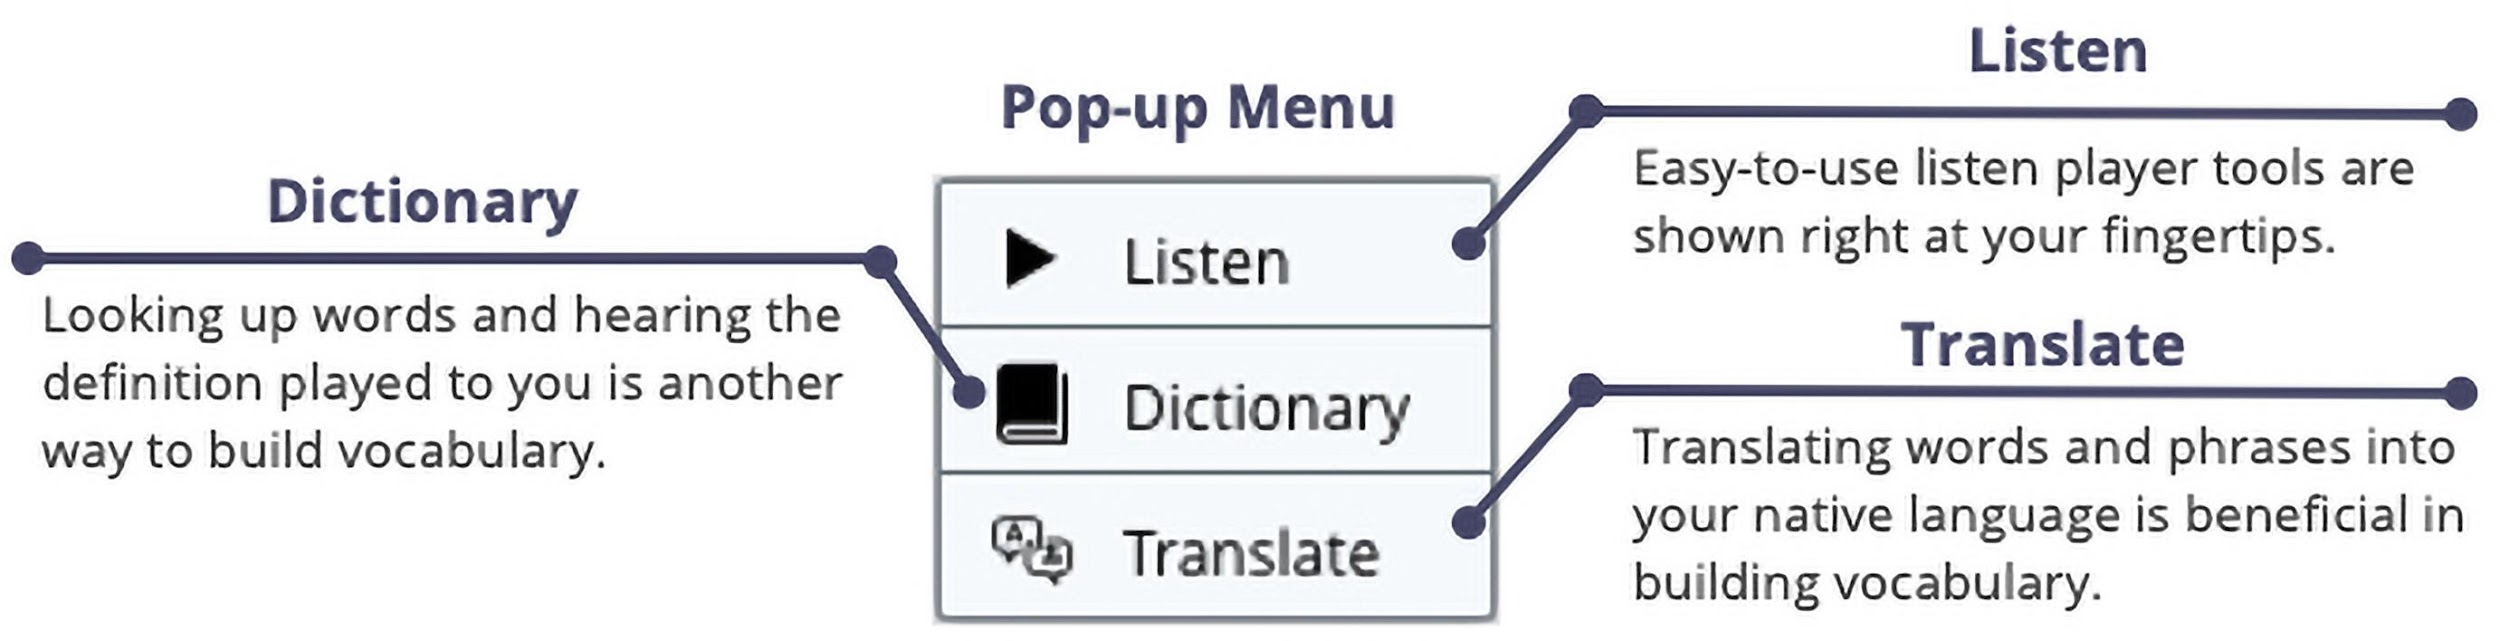 Pop-up Menu
Listen
Dictionary
Translate
Dictionary
Looking up words and hearing the
definition played to you is another
way to build vocabulary.
Listen
Easy-to-use listen player tools are
shown right at your fingertips.
Translate
Translating words and phrases into
your native language is beneficial in
building vocabulary.